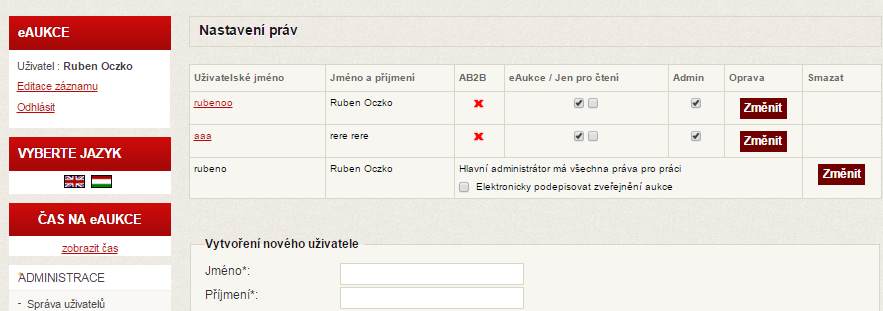 eAUKCE
Uživatel : Ruben Oczko
Editace záznamu
Odhlásit
VYBERTE JAZYK
ČAS NA eAUKCE
zobrazit čas
ADMINISTRACE
- Správa uživatelů
Nastavení práv
Uživatelské jméno Jméno a příjmení AB2B eAukce / Jen pro čtení Admin Oprava Smazat
rubenoo Ruben Oczko Změnit
aaa rere rere Změnit
rubeno Ruben Oczko Hlavní administrátor má všechna práva pro práci Změnit
Elektronicky podepisovat zveřejnění aukce
Vytvoření nového uživatele
Jméno*:
Příjmení*: